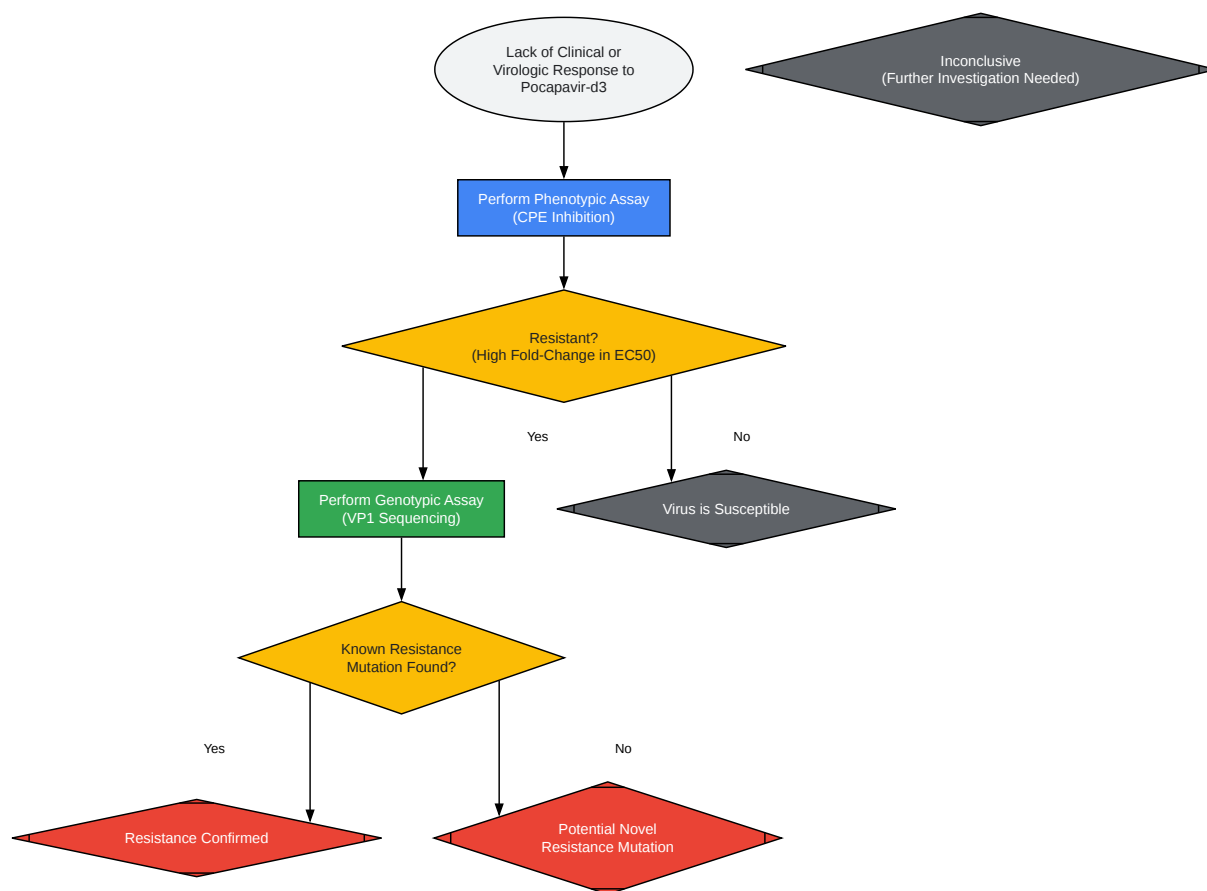 Lack of Clinical or
Virologic Response to
Pocapavir-d3
Inconclusive
(Further Investigation Needed)
Perform Phenotypic Assay
(CPE Inhibition)
Resistant?
(High Fold-Change in EC50)
Yes
No
Perform Genotypic Assay
(VP1 Sequencing)
Virus is Susceptible
Known Resistance
Mutation Found?
Yes
No
Resistance Confirmed
Potential Novel
Resistance Mutation